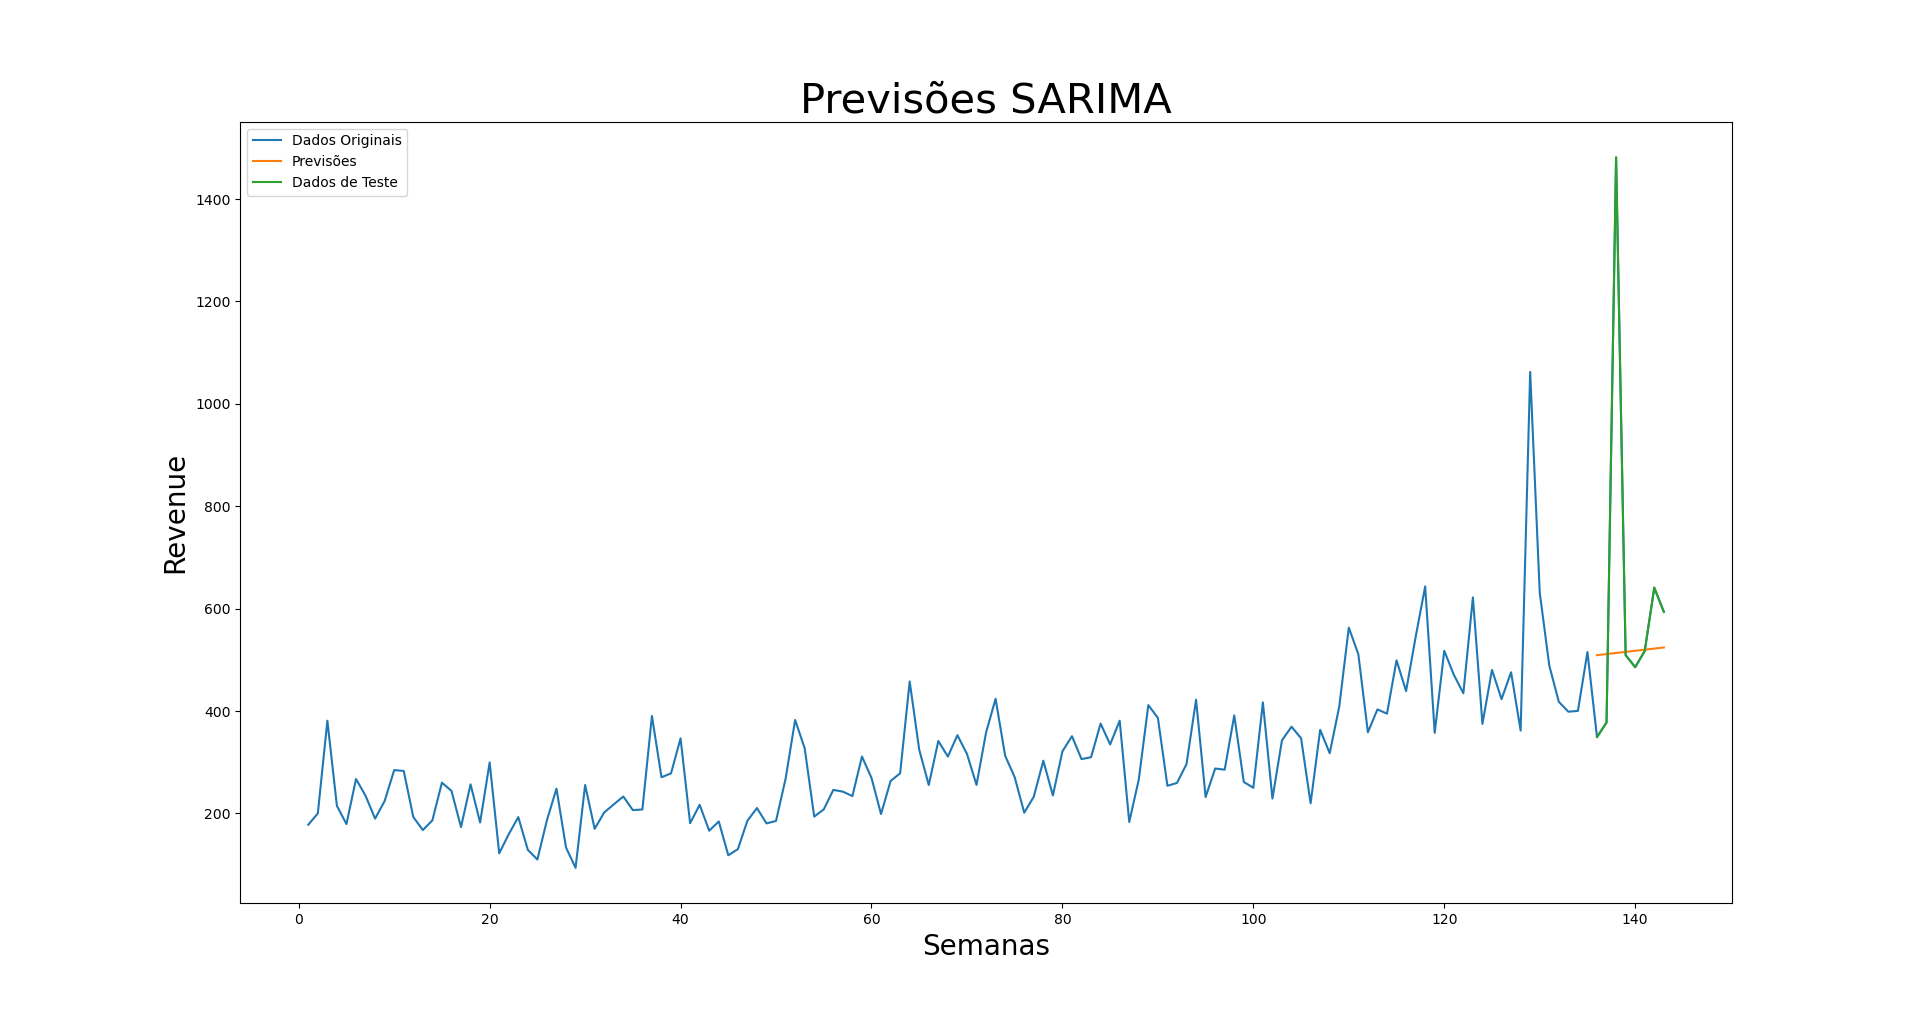 Previsões SARIMA
Dados Originais
Previsões
Dados de Teste
1400
1200
1000
800
600
400
200
Revenue
0 20 40 60 80 100 120 140
Semanas